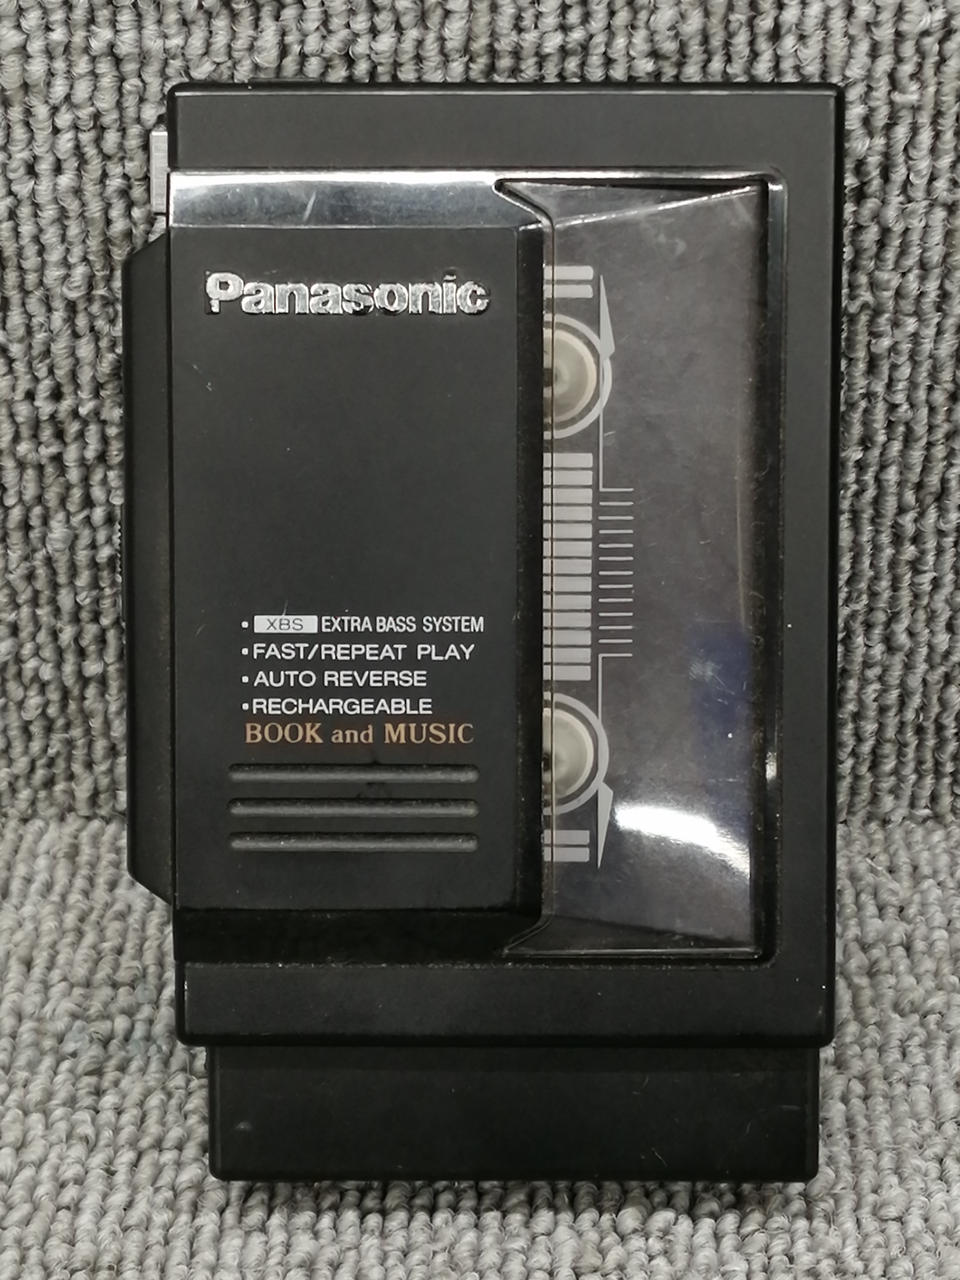 Panasonic
• XBS EXTRA BASS SYSTEM
• FAST/REPEAT PLAY
• AUTO REVERSE
• RECHARGEABLE
BOOK and MUSIC